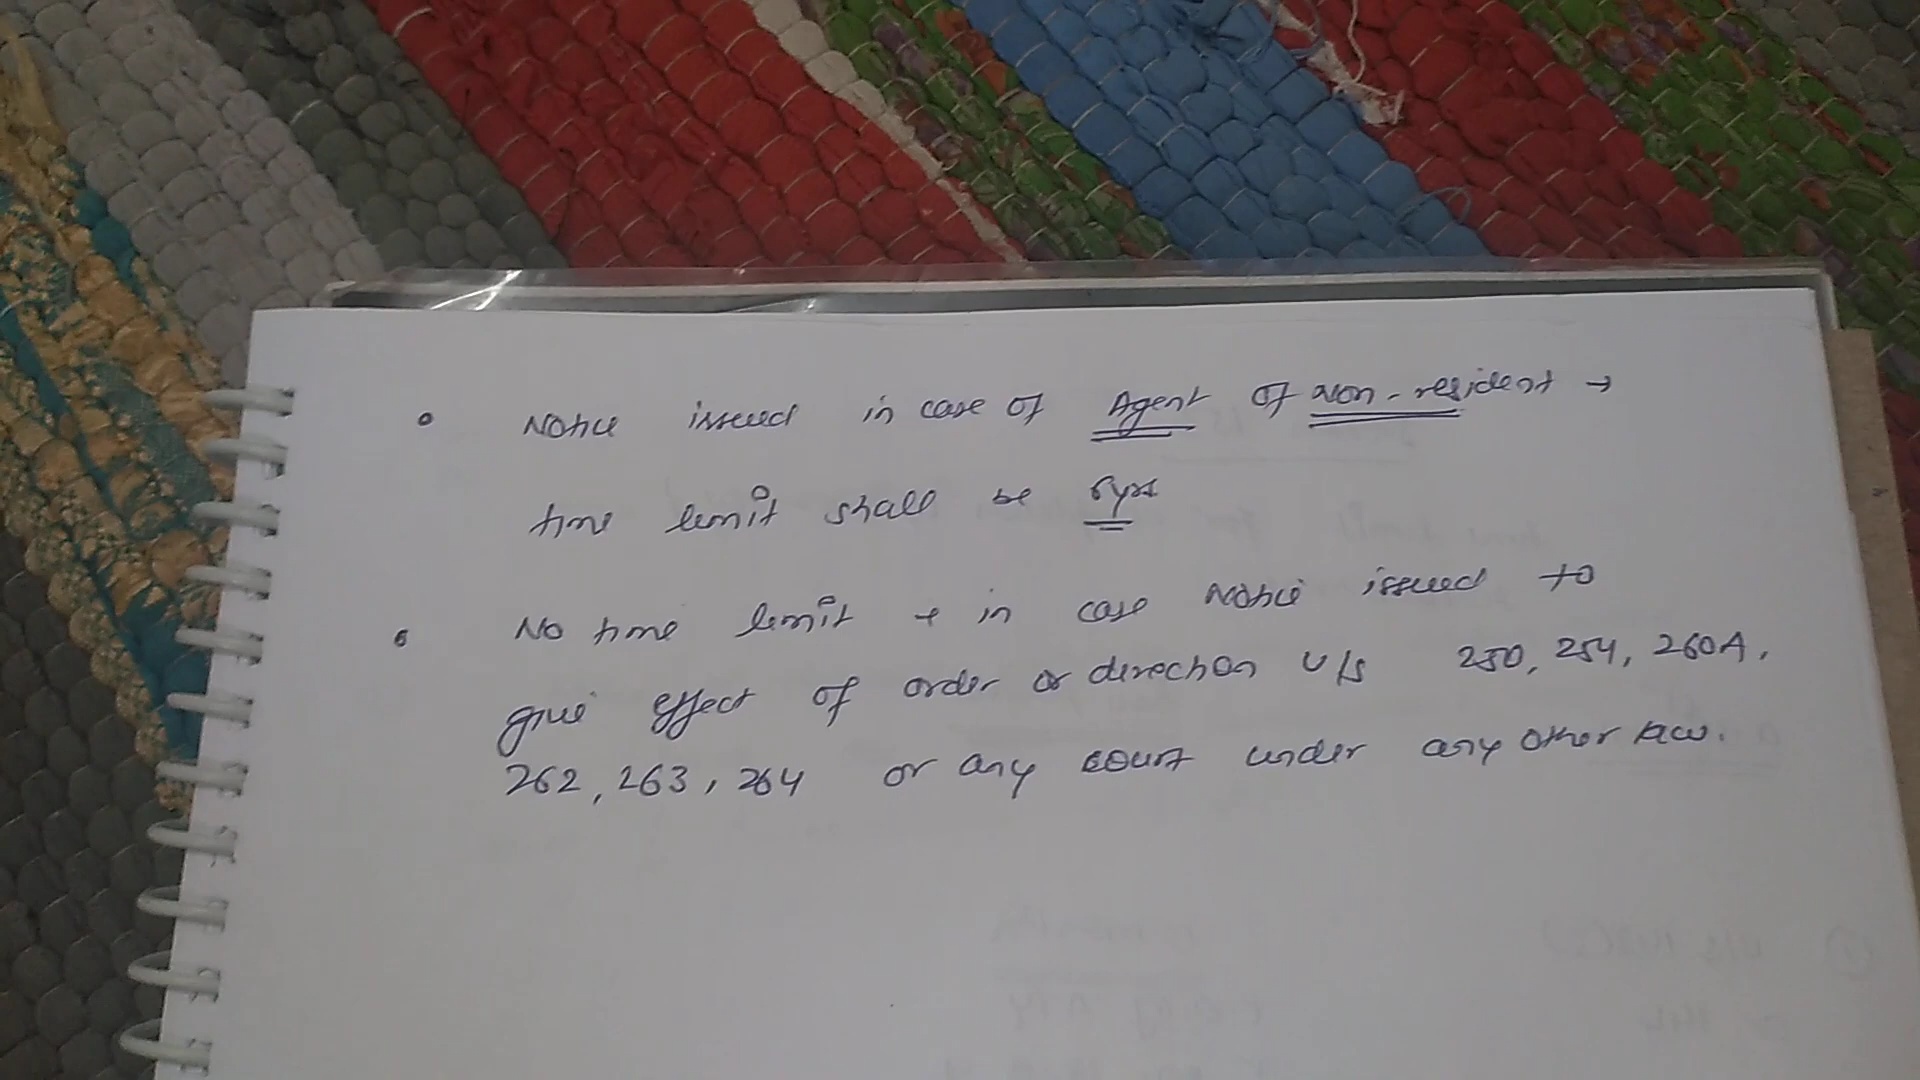 Notice issued in case of Agent of Non-resident →
time limit shall be 6yrs
No time limit → in case notice issued to
give effect of order or direction u/s 250, 254, 260A,
262, 263, 264 or any court under any other law.